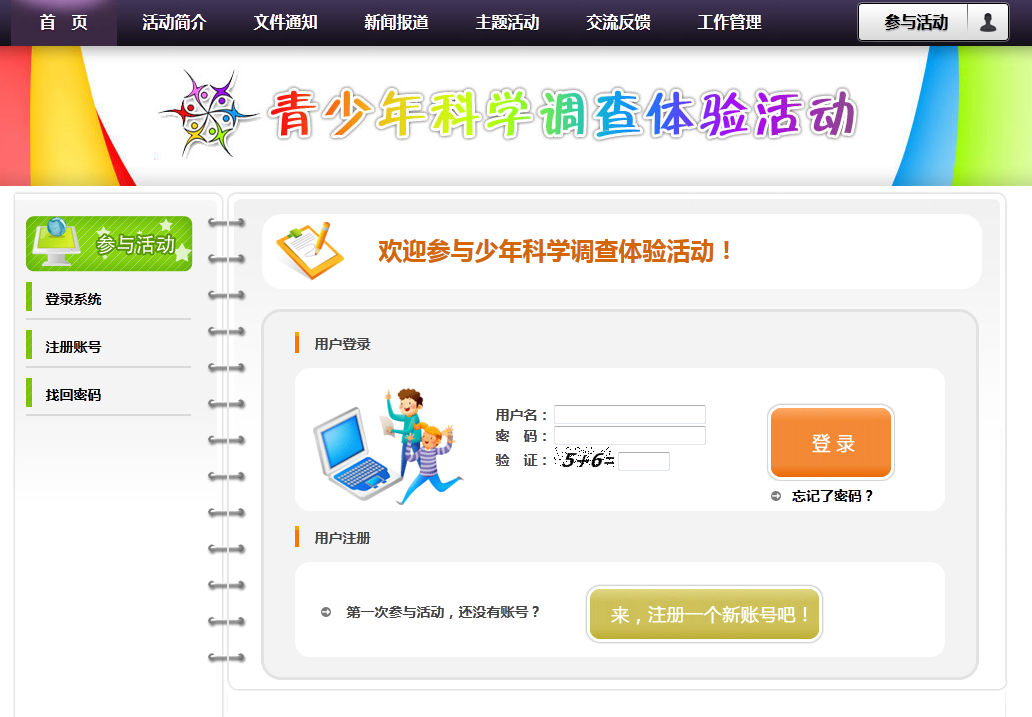 首 页 活动简介 文件通知 新闻报道 主题活动 交流反馈 工作管理 参与活动
青少年科学调查体验活动
参与活动
登录系统
注册账号
找回密码
欢迎参与少年科学调查体验活动！
用户登录
用户名：
密 码：
验 证： 5+6=
登 录
忘记了密码？
用户注册
第一次参与活动，还没有账号？
来，注册一个新账号吧！